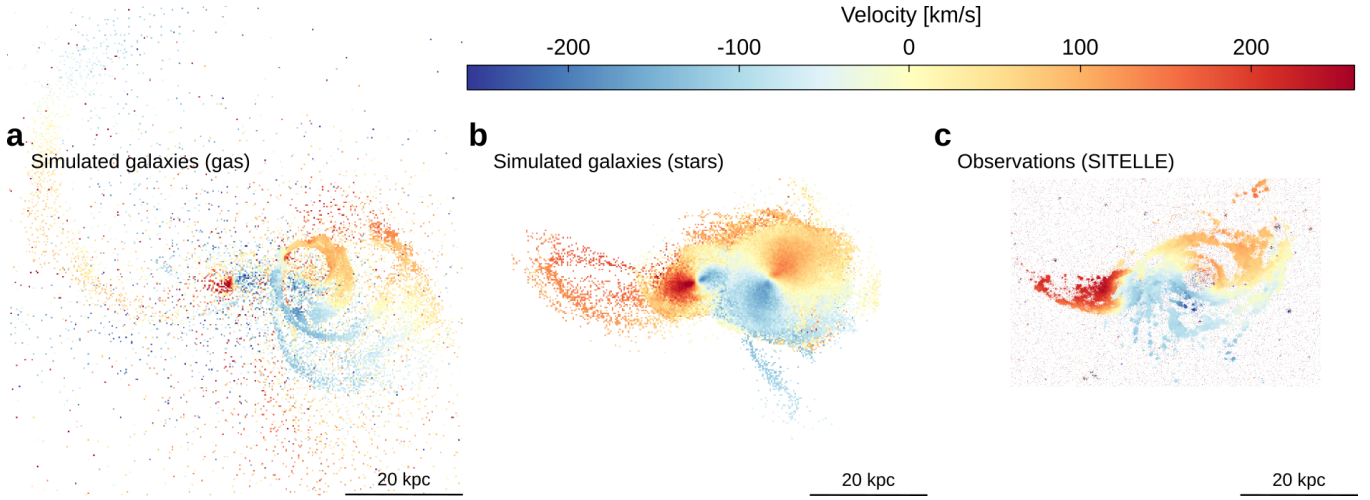 Velocity [km/s]
-200 -100 0 100 200
a b c
Simulated galaxies (gas) Simulated galaxies (stars) Observations (SITELLE)
20 kpc 20 kpc 20 kpc